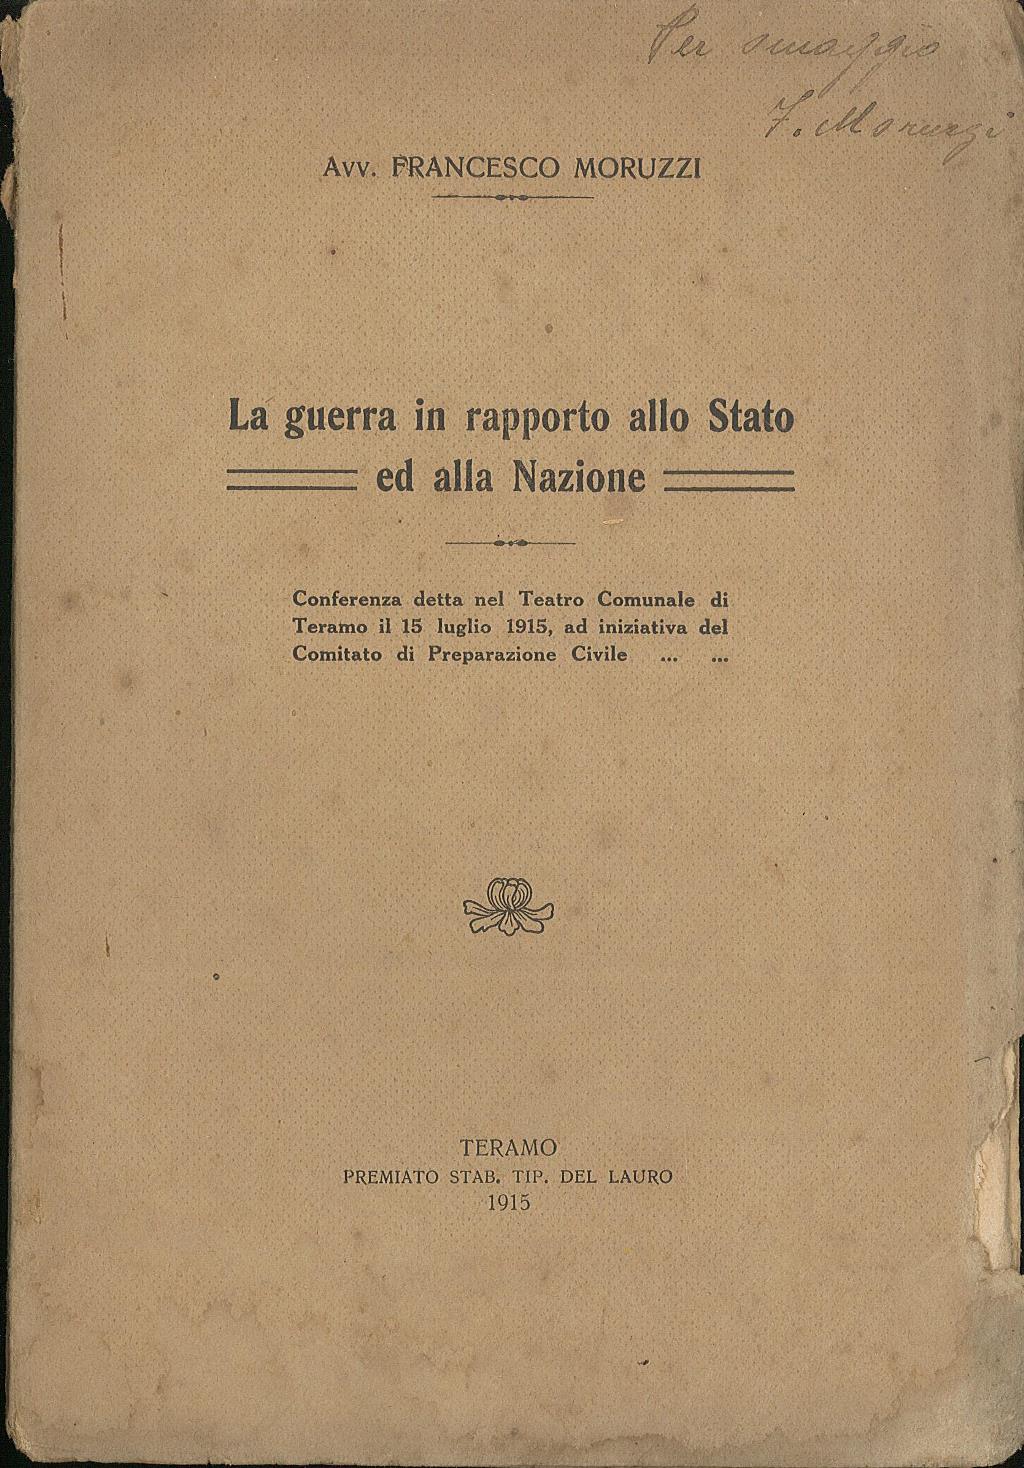 Per omaggio
F. Moruzzi
Avv. FRANCESCO MORUZZI
La guerra in rapporto allo Stato
ed alla Nazione
Conferenza detta nel Teatro Comunale di
Teramo il 15 luglio 1915, ad iniziativa del
Comitato di Preparazione Civile ... ...
TERAMO
PREMIATO STAB. TIP. DEL LAURO
1915